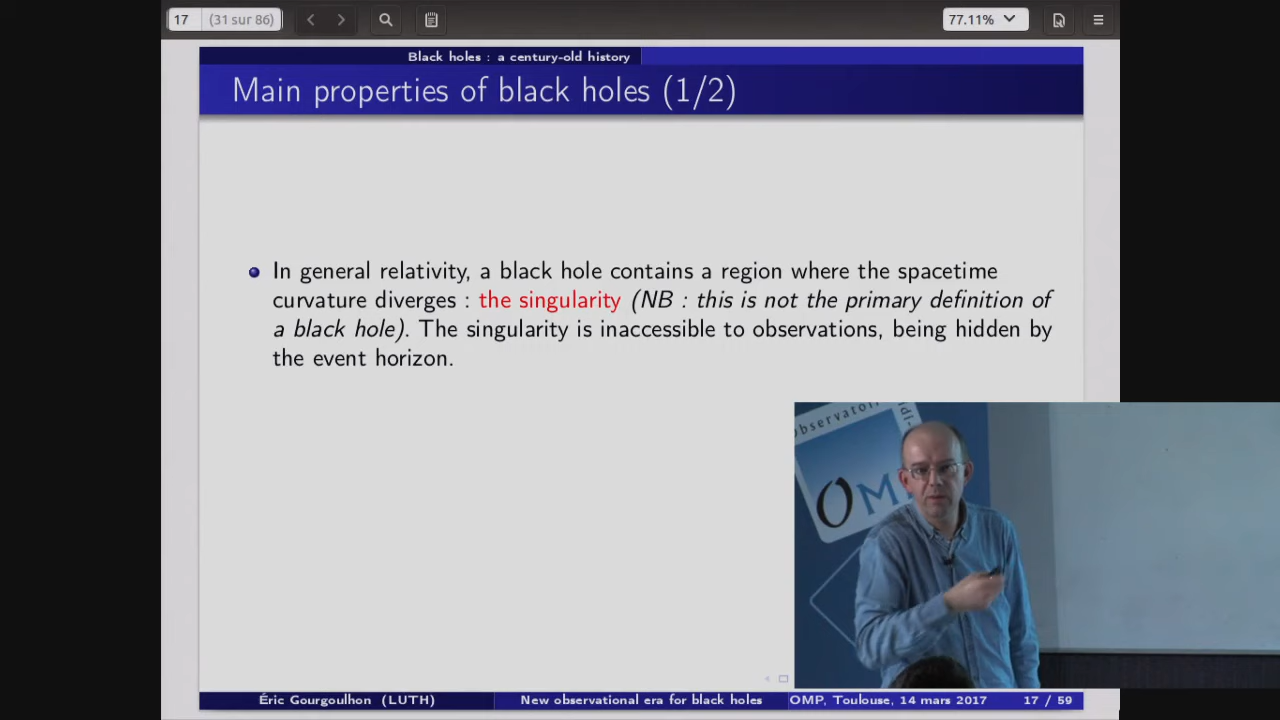 17 (31 sur 86)
77.11%
Black holes : a century-old history
Main properties of black holes (1/2)
In general relativity, a black hole contains a region where the spacetime
curvature diverges : the singularity (NB : this is not the primary definition of
a black hole). The singularity is inaccessible to observations, being hidden by
the event horizon.
observatoi
OM
Éric Gourgoulhon (LUTH)
New observational era for black holes
OMP, Toulouse, 14 mars 2017
17 / 59